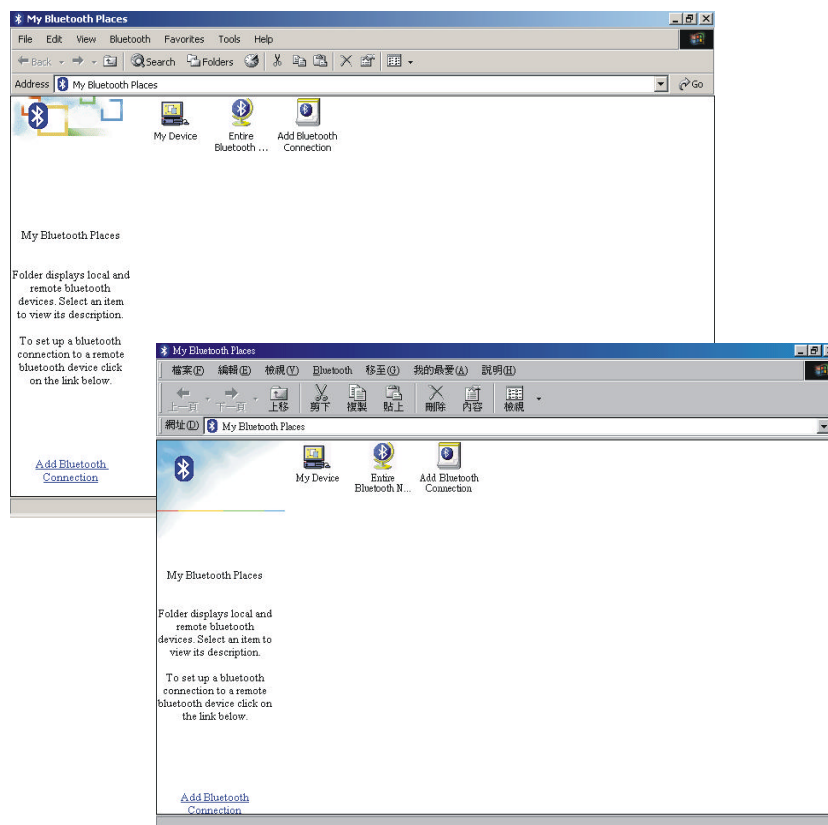 My Bluetooth Places
File Edit View Bluetooth Favorites Tools Help
Back Search Folders
Address My Bluetooth Places Go
My Device
Entire
Bluetooth ...
Add Bluetooth
Connection
My Bluetooth Places
Folder displays local and
remote bluetooth
devices. Select an item
to view its description.
To set up a bluetooth
connection to a remote
bluetooth device click
on the link below.
Add Bluetooth
Connection
My Bluetooth Places
檔案(F) 編輯(E) 檢視(V) Bluetooth 移至(G) 我的最愛(A) 說明(H)
上一頁 下一頁 上移 剪下 複製 貼上 刪除 內容 檢視
網址(D) My Bluetooth Places
My Device
Entire
Bluetooth N...
Add Bluetooth
Connection
My Bluetooth Places
Folder displays local and
remote bluetooth
devices. Select an item to
view its description.
To set up a bluetooth
connection to a remote
bluetooth device click on
the link below.
Add Bluetooth
Connection